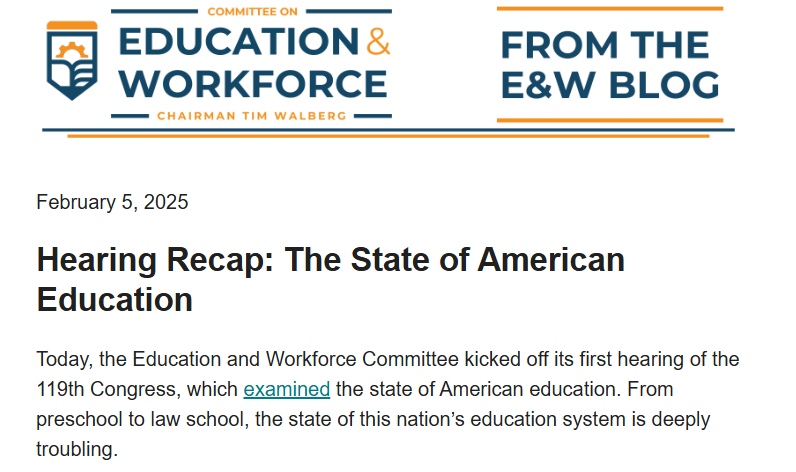 COMMITTEE ON
EDUCATION &
WORKFORCE
CHAIRMAN TIM WALBERG
FROM THE
E&W BLOG
February 5, 2025
Hearing Recap: The State of American
Education
Today, the Education and Workforce Committee kicked off its first hearing of the
119th Congress, which examined the state of American education. From
preschool to law school, the state of this nation’s education system is deeply
troubling.